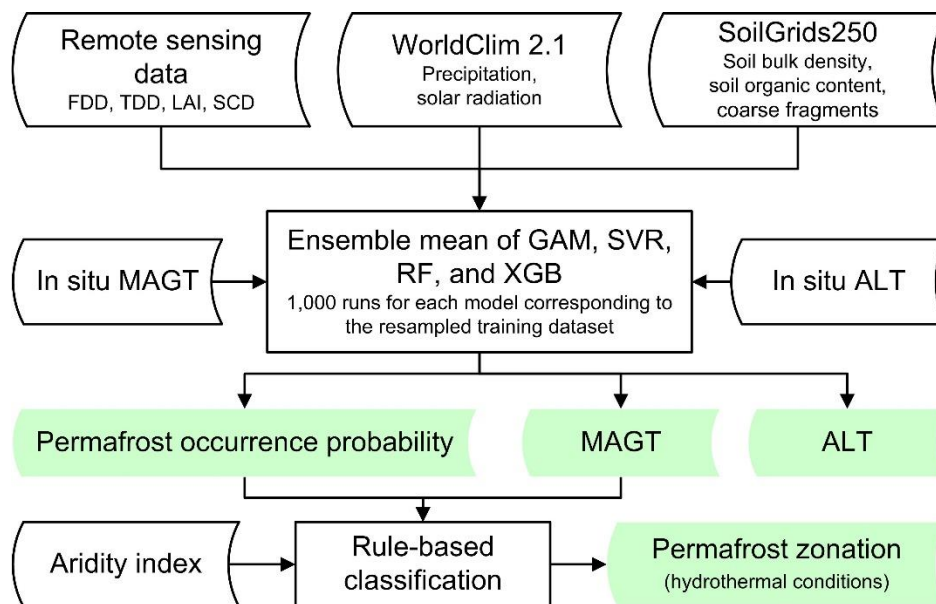 Remote sensing
data
FDD, TDD, LAI, SCD
WorldClim 2.1
Precipitation,
solar radiation
SoilGrids250
Soil bulk density,
soil organic content,
coarse fragments
Ensemble mean of GAM, SVR,
RF, and XGB
1,000 runs for each model corresponding to
the resampled training dataset
In situ MAGT
In situ ALT
Permafrost occurrence probability
MAGT
ALT
Aridity index
Rule-based
classification
Permafrost zonation
(hydrothermal conditions)